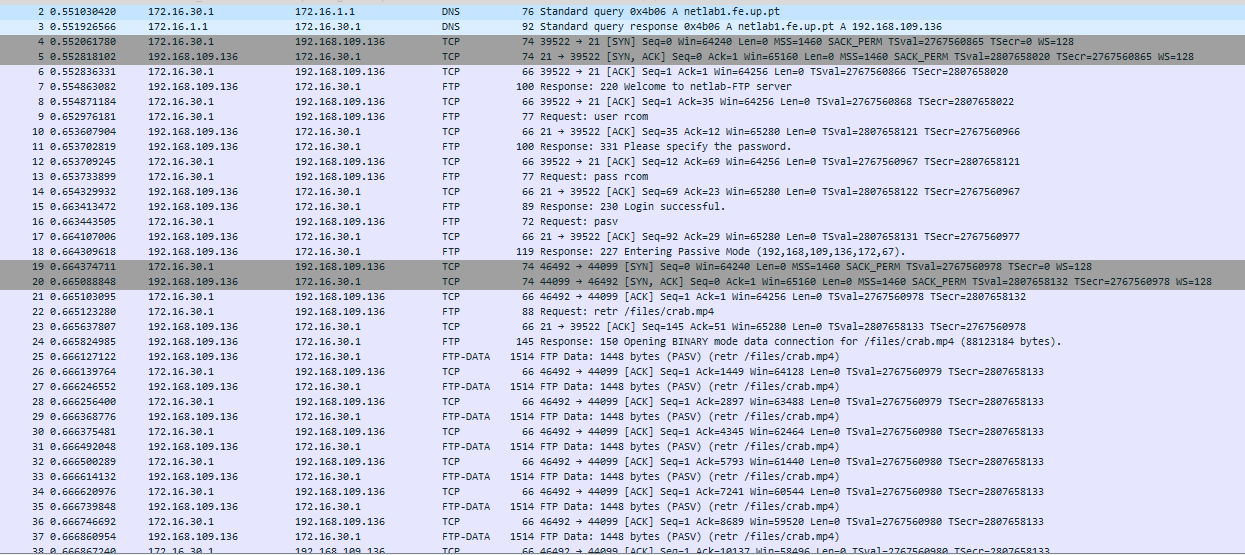 2 0.551030420 172.16.30.1 172.16.1.1 DNS 76 Standard query 0x4b06 A netlab1.fe.up.pt
3 0.551926566 172.16.1.1 172.16.30.1 DNS 92 Standard query response 0x4b06 A netlab1.fe.up.pt A 192.168.109.136
4 0.552061780 172.16.30.1 192.168.109.136 TCP 74 39522 → 21 [SYN] Seq=0 Win=64240 Len=0 MSS=1460 SACK_PERM TSval=2767560865 TSecr=0 WS=128
5 0.552818102 192.168.109.136 172.16.30.1 TCP 74 21 → 39522 [SYN, ACK] Seq=0 Ack=1 Win=65160 Len=0 MSS=1460 SACK_PERM TSval=2807658020 TSecr=2767560865 WS=128
6 0.552836331 172.16.30.1 192.168.109.136 TCP 66 39522 → 21 [ACK] Seq=1 Ack=1 Win=64256 Len=0 TSval=2767560866 TSecr=2807658020
7 0.554863082 192.168.109.136 172.16.30.1 FTP 100 Response: 220 Welcome to netlab-FTP server
8 0.554871184 172.16.30.1 192.168.109.136 TCP 66 39522 → 21 [ACK] Seq=1 Ack=35 Win=64256 Len=0 TSval=2767560868 TSecr=2807658022
9 0.652976181 172.16.30.1 192.168.109.136 FTP 77 Request: user rcom
10 0.653607904 192.168.109.136 172.16.30.1 TCP 66 21 → 39522 [ACK] Seq=35 Ack=12 Win=65280 Len=0 TSval=2807658121 TSecr=2767560966
11 0.653702819 192.168.109.136 172.16.30.1 FTP 100 Response: 331 Please specify the password.
12 0.653709245 172.16.30.1 192.168.109.136 TCP 66 39522 → 21 [ACK] Seq=12 Ack=69 Win=64256 Len=0 TSval=2767560967 TSecr=2807658121
13 0.653733899 172.16.30.1 192.168.109.136 FTP 77 Request: pass rcom
14 0.654329932 192.168.109.136 172.16.30.1 TCP 66 21 → 39522 [ACK] Seq=69 Ack=23 Win=65280 Len=0 TSval=2807658122 TSecr=2767560967
15 0.663413472 192.168.109.136 172.16.30.1 FTP 89 Response: 230 Login successful.
16 0.663443505 172.16.30.1 192.168.109.136 FTP 72 Request: pasv
17 0.664107006 192.168.109.136 172.16.30.1 TCP 66 21 → 39522 [ACK] Seq=92 Ack=29 Win=65280 Len=0 TSval=2807658131 TSecr=2767560977
18 0.664309618 192.168.109.136 172.16.30.1 FTP 119 Response: 227 Entering Passive Mode (192,168,109,136,172,67).
19 0.664374711 172.16.30.1 192.168.109.136 TCP 74 46492 → 44099 [SYN] Seq=0 Win=64240 Len=0 MSS=1460 SACK_PERM TSval=2767560978 TSecr=0 WS=128
20 0.665088848 192.168.109.136 172.16.30.1 TCP 74 44099 → 46492 [SYN, ACK] Seq=0 Ack=1 Win=65160 Len=0 MSS=1460 SACK_PERM TSval=2807658132 TSecr=2767560978 WS=128
21 0.665103095 172.16.30.1 192.168.109.136 TCP 66 46492 → 44099 [ACK] Seq=1 Ack=1 Win=64256 Len=0 TSval=2767560978 TSecr=2807658132
22 0.665123280 172.16.30.1 192.168.109.136 FTP 88 Request: retr /files/crab.mp4
23 0.665637807 192.168.109.136 172.16.30.1 TCP 66 21 → 39522 [ACK] Seq=145 Ack=51 Win=65280 Len=0 TSval=2807658133 TSecr=2767560978
24 0.665824985 192.168.109.136 172.16.30.1 FTP 145 Response: 150 Opening BINARY mode data connection for /files/crab.mp4 (88123184 bytes).
25 0.666127122 192.168.109.136 172.16.30.1 FTP-DATA 1514 FTP Data: 1448 bytes (PASV) (retr /files/crab.mp4)
26 0.666139764 172.16.30.1 192.168.109.136 TCP 66 46492 → 44099 [ACK] Seq=1 Ack=1449 Win=64128 Len=0 TSval=2767560979 TSecr=2807658133
27 0.666246552 192.168.109.136 172.16.30.1 FTP-DATA 1514 FTP Data: 1448 bytes (PASV) (retr /files/crab.mp4)
28 0.666256400 172.16.30.1 192.168.109.136 TCP 66 46492 → 44099 [ACK] Seq=1 Ack=2897 Win=63488 Len=0 TSval=2767560979 TSecr=2807658133
29 0.666368776 192.168.109.136 172.16.30.1 FTP-DATA 1514 FTP Data: 1448 bytes (PASV) (retr /files/crab.mp4)
30 0.666375481 172.16.30.1 192.168.109.136 TCP 66 46492 → 44099 [ACK] Seq=1 Ack=4345 Win=62464 Len=0 TSval=2767560980 TSecr=2807658133
31 0.666492048 192.168.109.136 172.16.30.1 FTP-DATA 1514 FTP Data: 1448 bytes (PASV) (retr /files/crab.mp4)
32 0.666500289 172.16.30.1 192.168.109.136 TCP 66 46492 → 44099 [ACK] Seq=1 Ack=5793 Win=61440 Len=0 TSval=2767560980 TSecr=2807658133
33 0.666614132 192.168.109.136 172.16.30.1 FTP-DATA 1514 FTP Data: 1448 bytes (PASV) (retr /files/crab.mp4)
34 0.666620976 172.16.30.1 192.168.109.136 TCP 66 46492 → 44099 [ACK] Seq=1 Ack=7241 Win=60544 Len=0 TSval=2767560980 TSecr=2807658133
35 0.666739848 192.168.109.136 172.16.30.1 FTP-DATA 1514 FTP Data: 1448 bytes (PASV) (retr /files/crab.mp4)
36 0.666746692 172.16.30.1 192.168.109.136 TCP 66 46492 → 44099 [ACK] Seq=1 Ack=8689 Win=59520 Len=0 TSval=2767560980 TSecr=2807658133
37 0.666860954 192.168.109.136 172.16.30.1 FTP-DATA 1514 FTP Data: 1448 bytes (PASV) (retr /files/crab.mp4)
38 0.666867240 172.16.30.1 192.168.109.136 TCP 66 46492 → 44099 [ACK] Seq=1 Ack=10137 Win=58496 Len=0 TSval=2767560980 TSecr=2807658133